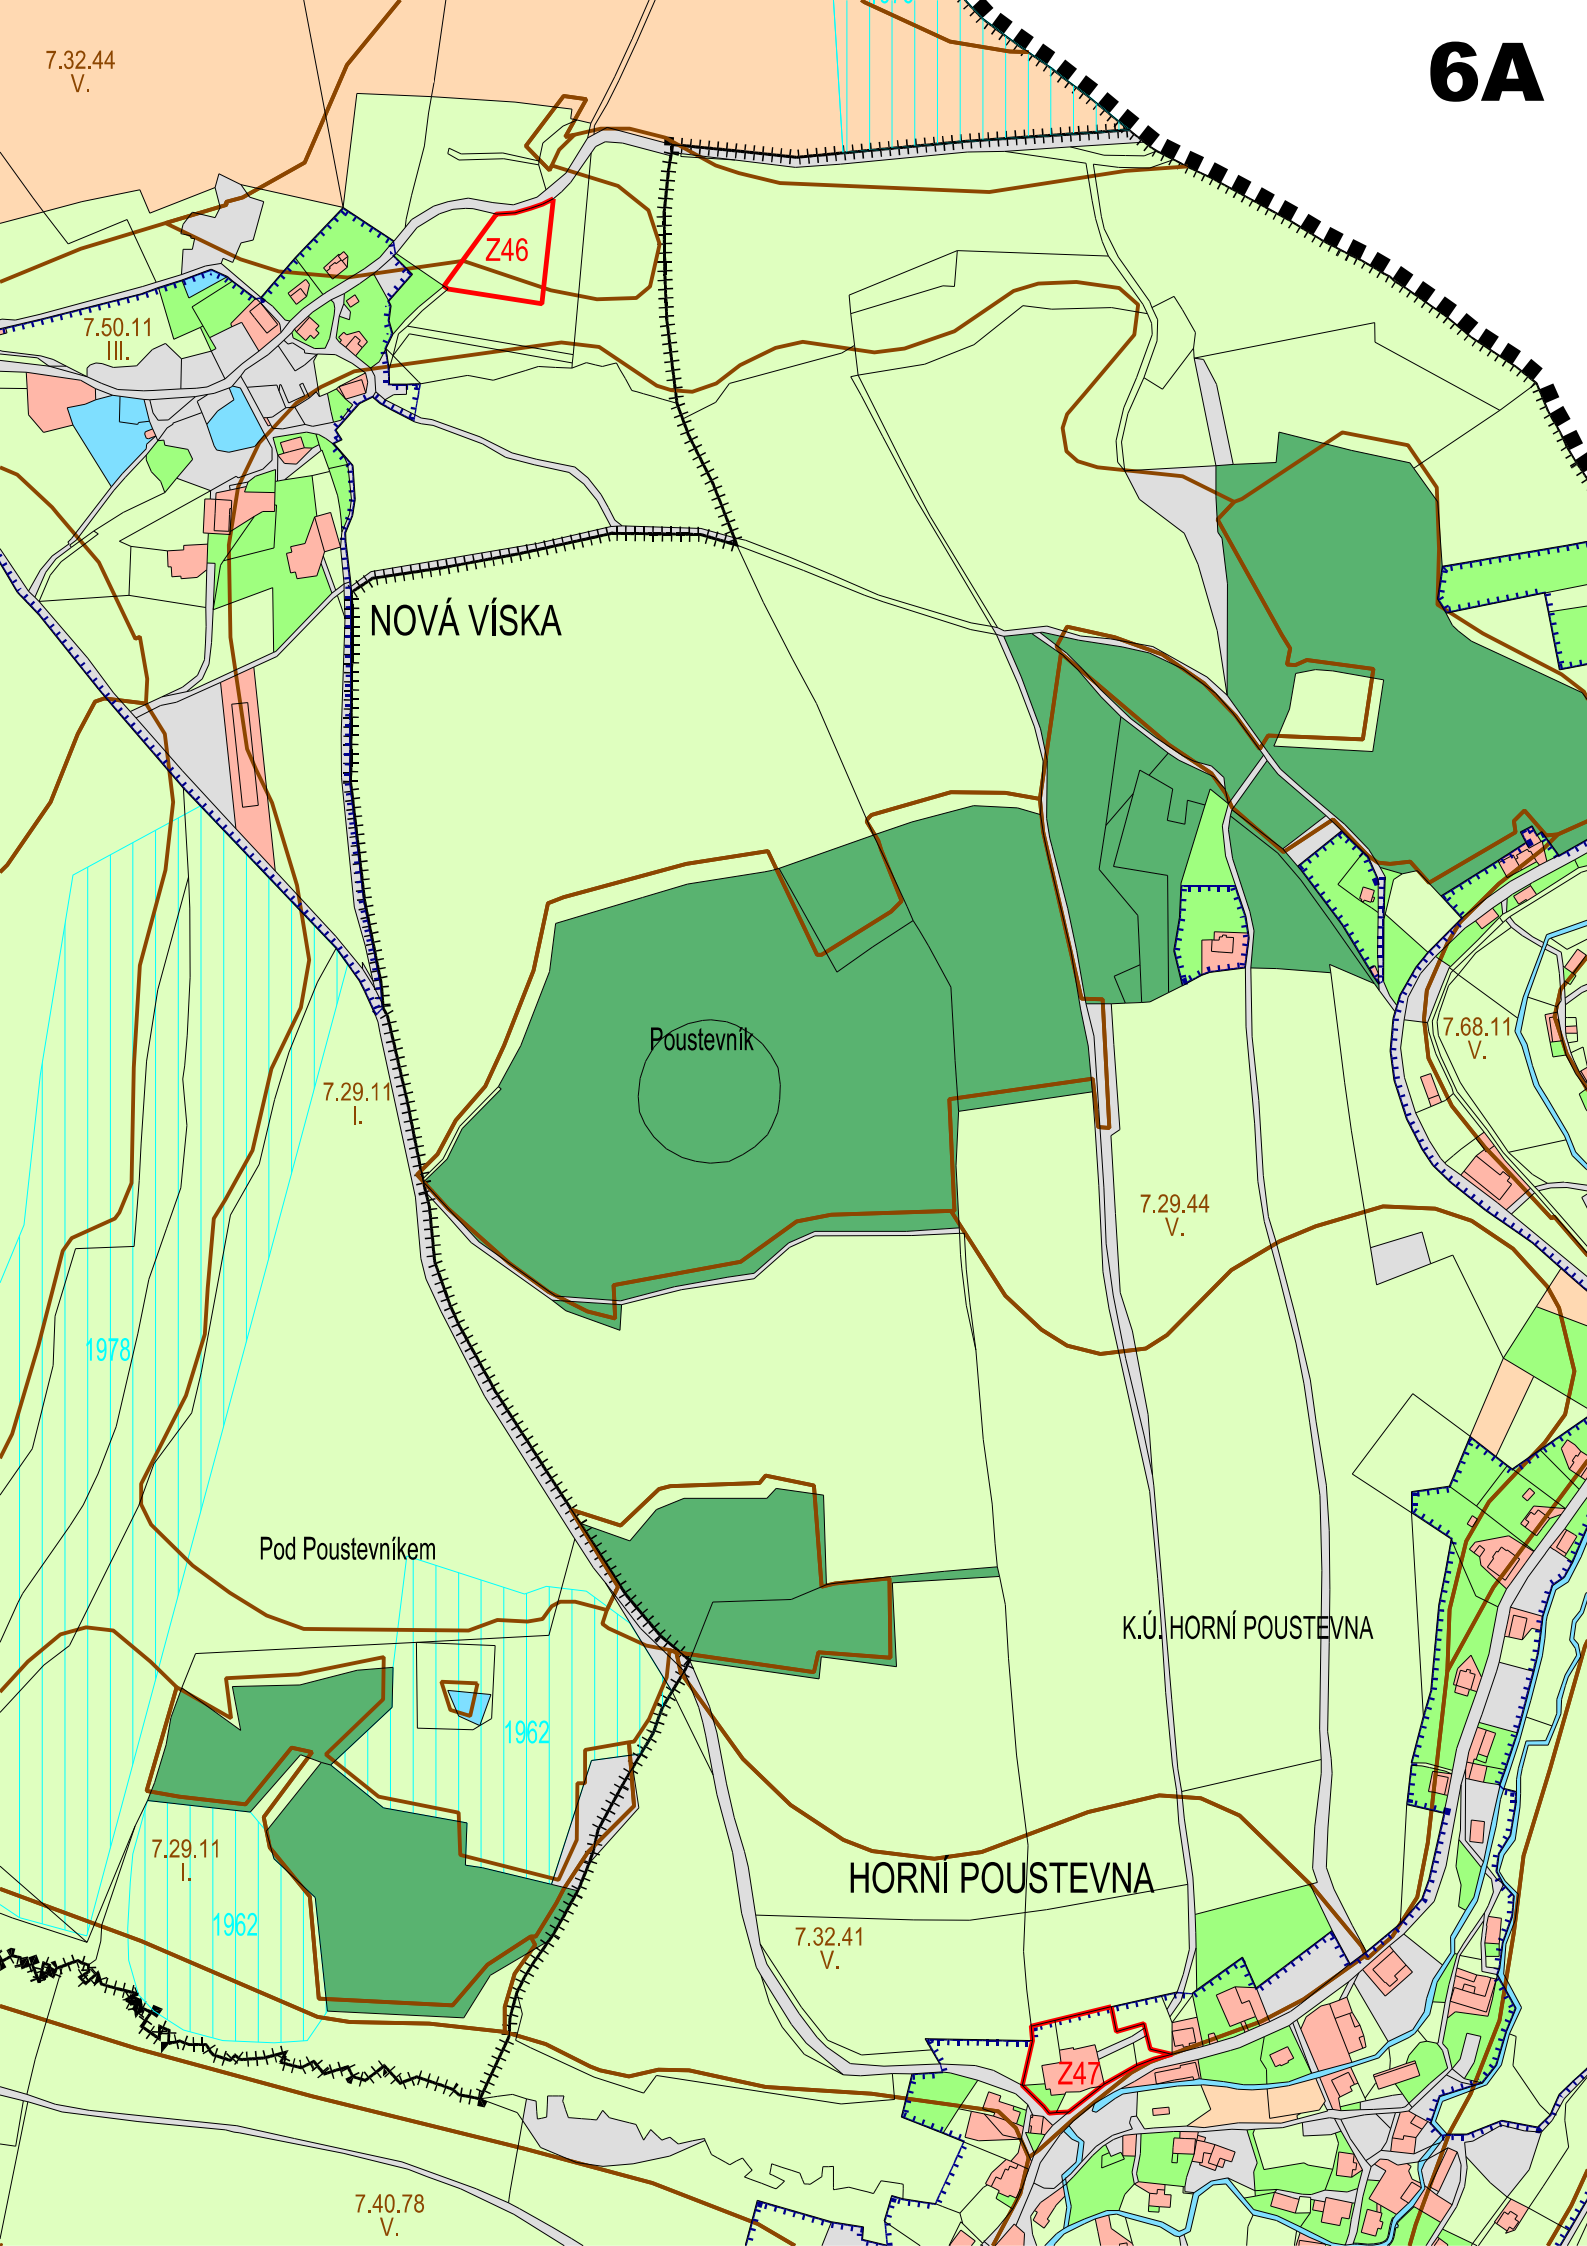 6A
7.32.44
V.
Z46
7.50.11
III.
NOVÁ VÍSKA
Poustevník
7.68.11
V.
7.29.11
I.
7.29.44
V.
1978
Pod Poustevníkem
K.Ú. HORNÍ POUSTEVNA
1962
7.29.11
I.
HORNÍ POUSTEVNA
1962
7.32.41
V.
Z47
7.40.78
V.